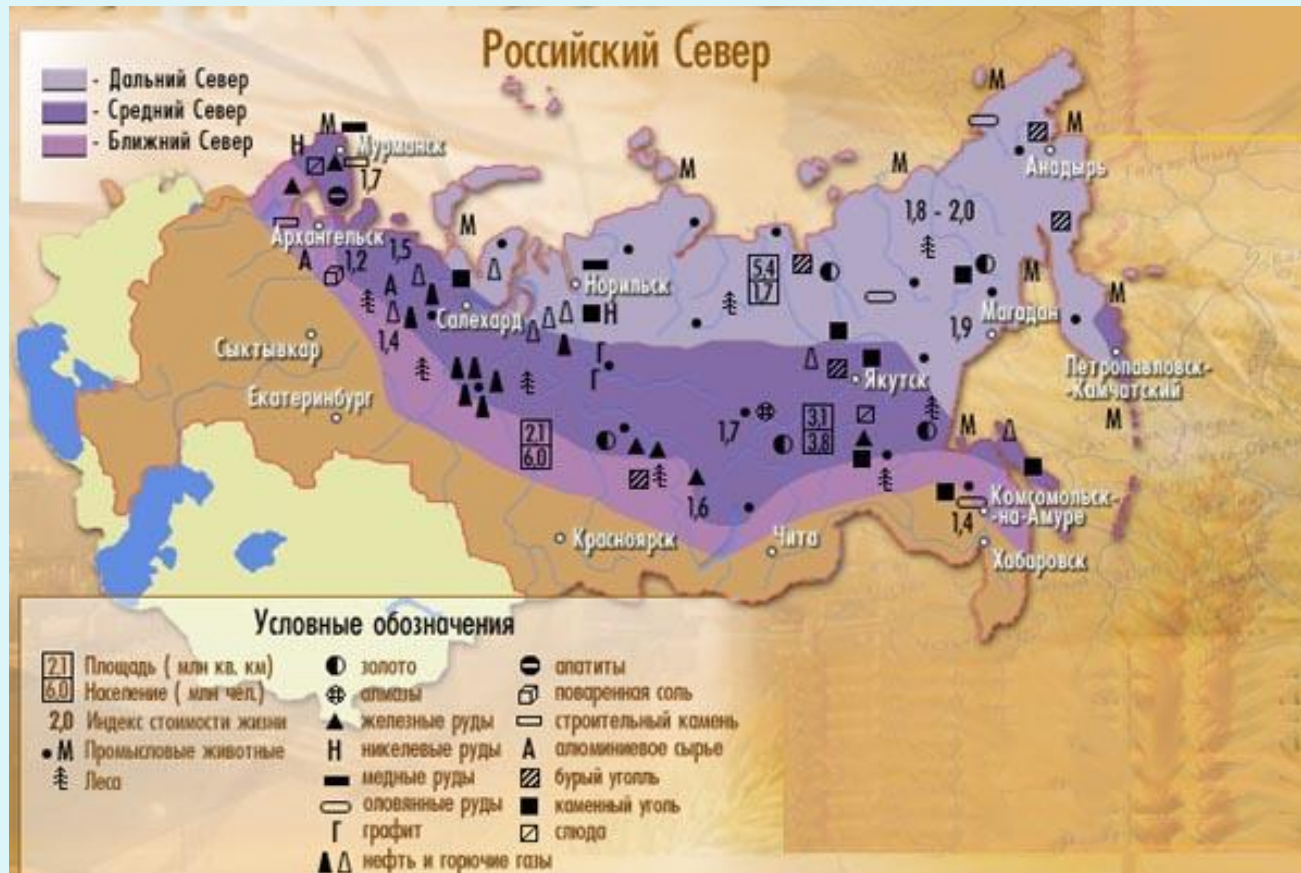 Российский Север
- Дальний Север
- Средний Север
- Ближний Север
М
М
М
Н
Мурманск
Анадырь
1,7
М
М
М
1,8 - 2,0
Архангельск
1,5
А
1,2
5,4
1,7
Норильск
М
М
А
Салехард
Н
1,9
Магадан
1,4
Сыктывкар
Г
Г
Якутск
Петропавловск-
-Камчатский
Екатеринбург
1,7
3,1
3,8
М
М
2,1
6,0
1,6
Комсомольск-
-на-Амуре
1,4
Красноярск
Чита
Хабаровск
Условные обозначения
2,1 Площадь ( млн кв. км)
6,0 Население ( млн чел.)
2,0 Индекс стоимости жизни
М Промысловые животные
Леса
золото
алмазы
железные руды
Н никелевые руды
медные руды
оловянные руды
Г графит
нефть и горючие газы
апатиты
поваренная соль
строительный камень
А алюминиевое сырье
бурый уголль
каменный уголь
слюда